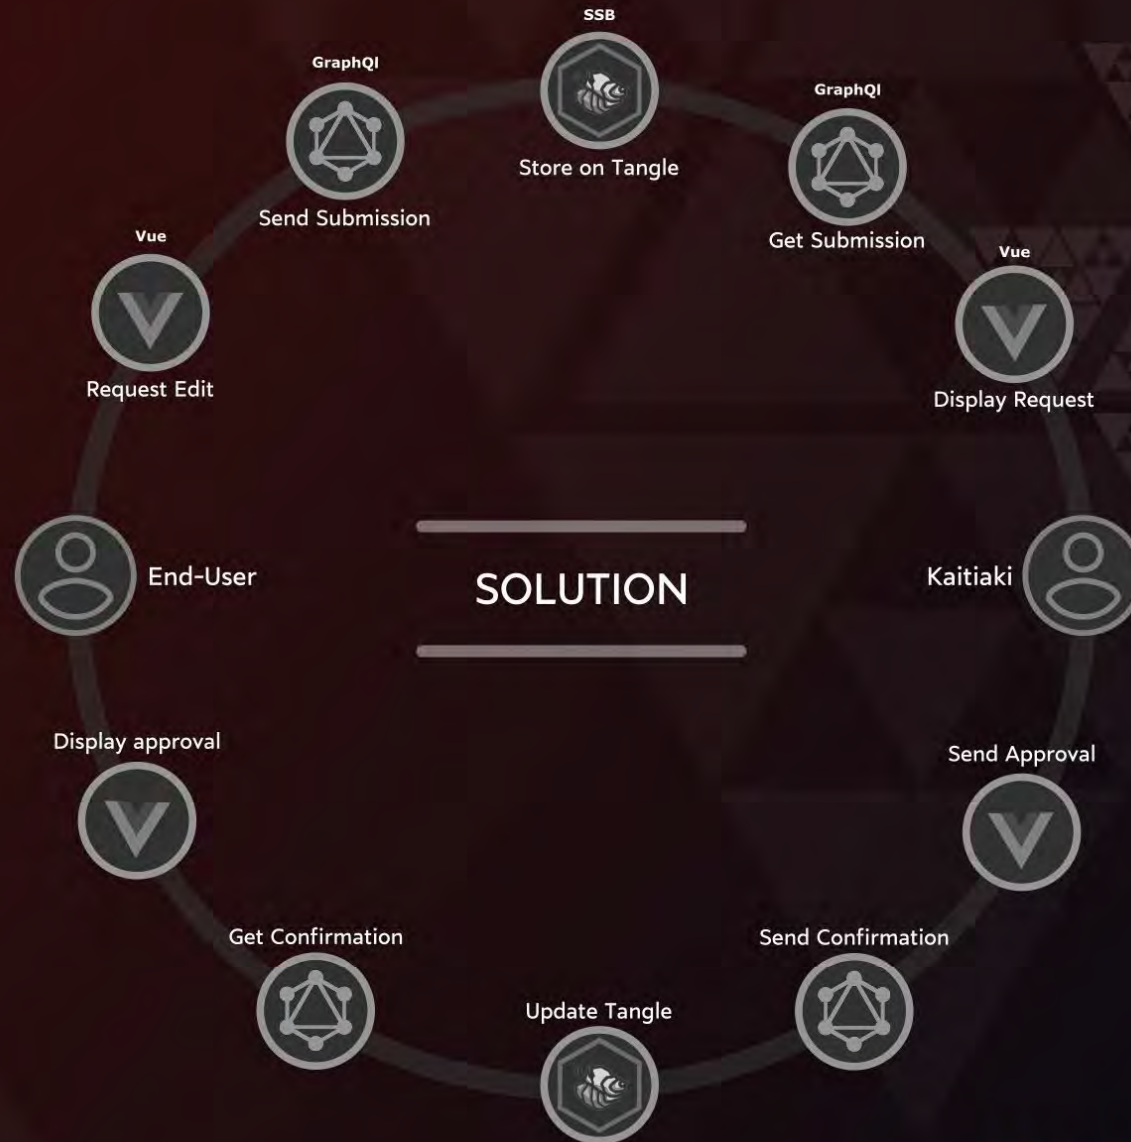 SSB
GraphQl
GraphQl
Store on Tangle
Send Submission
Get Submission
Vue
Vue
Request Edit
Display Request
End-User
SOLUTION
Kaitiaki
Display approval
Send Approval
Get Confirmation
Send Confirmation
Update Tangle